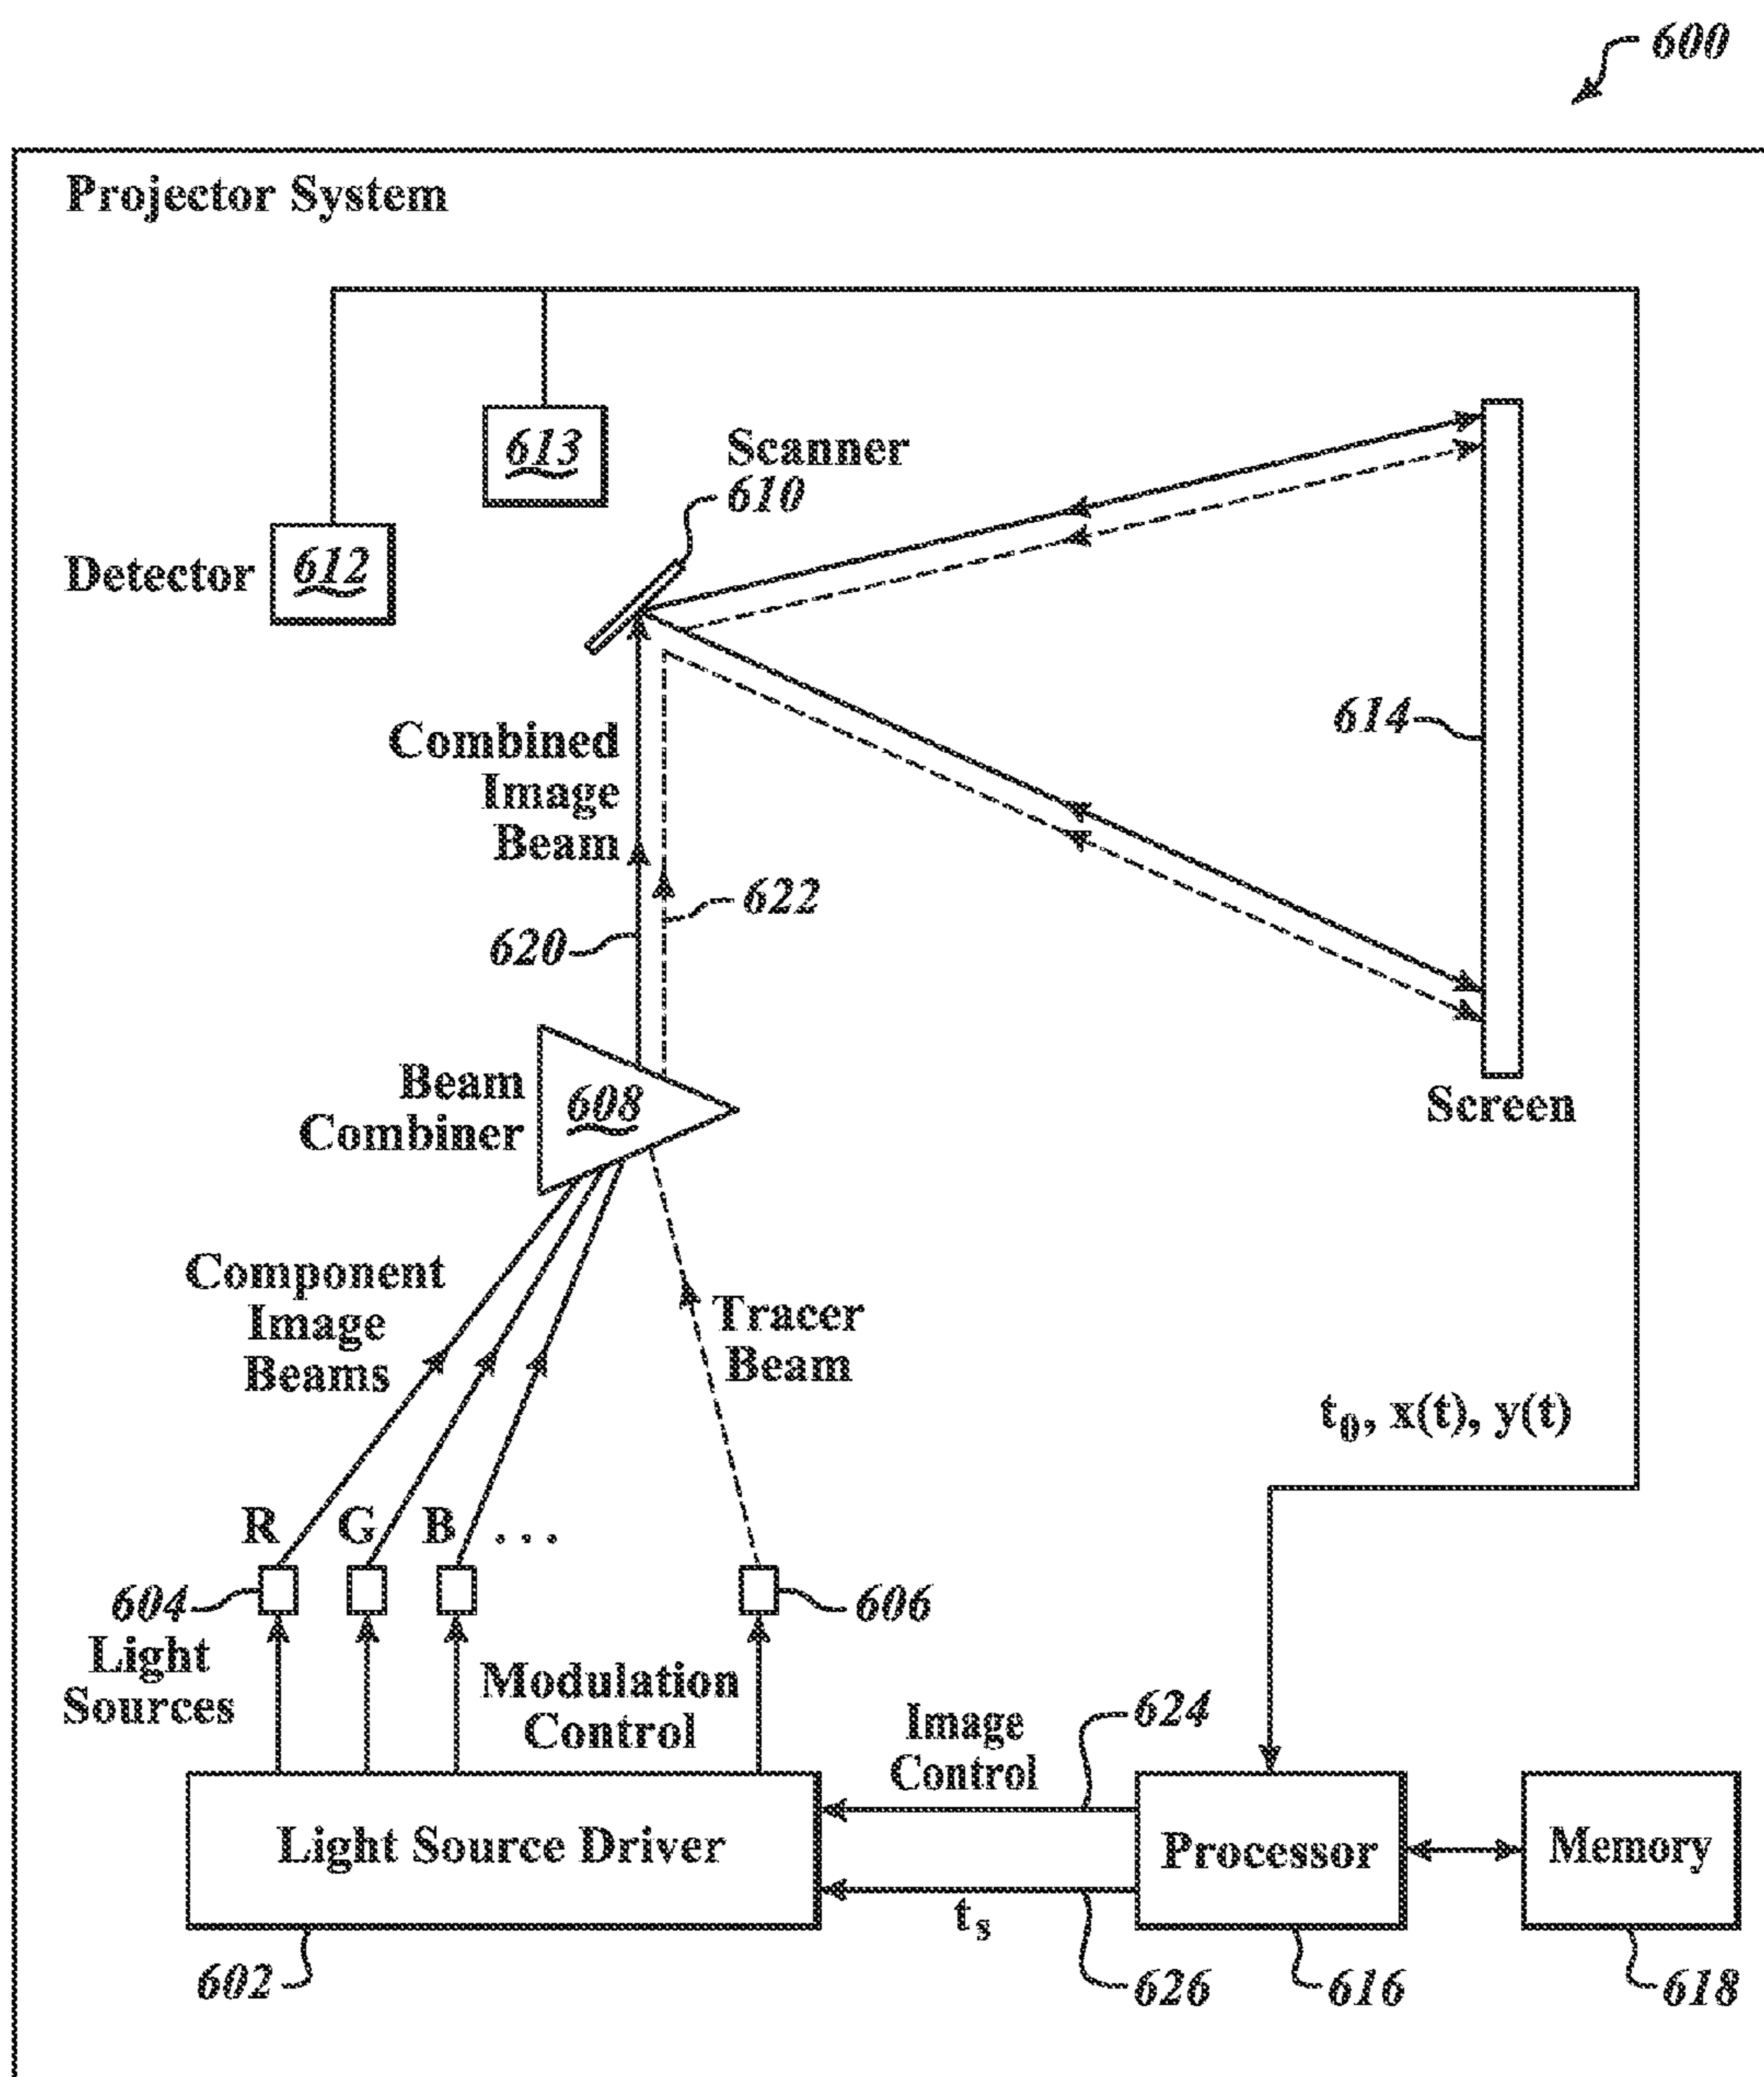 600
Projector System
613
Scanner
610
Detector
612
614
Combined
Image
Beam
622
620
Beam
Combiner
608
Screen
Component
Image
Beams
Tracer
Beam
t₀, x(t), y(t)
R G B . . .
604
606
Light
Sources
Modulation
Control
Image
Control
624
Light Source Driver
Processor
Memory
tₛ
602
626
616
618